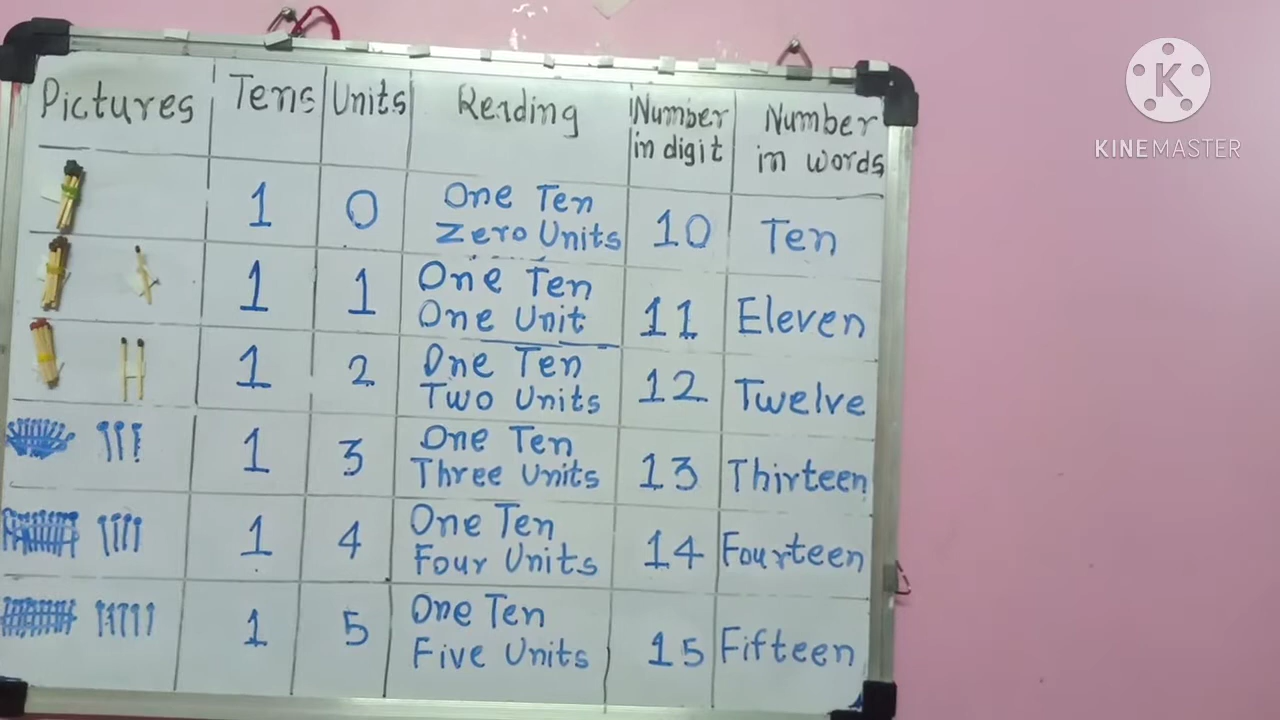 Pictures Tens Units Reading Number in digit Number in words
1 0 One Ten Zero Units 10 Ten
1 1 One Ten One Unit 11 Eleven
1 2 One Ten Two Units 12 Twelve
1 3 One Ten Three Units 13 Thirteen
1 4 One Ten Four Units 14 Fourteen
1 5 One Ten Five Units 15 Fifteen
K
KINEMASTER